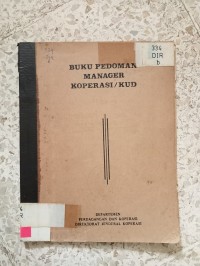 334
DIR
b
BUKU PEDOMAN
MANAGER
KOPERASI/KUD
DEPARTEMEN
PERDAGANGAN DAN KOPERASI
DIREKTORAT JENDERAL KOPERASI